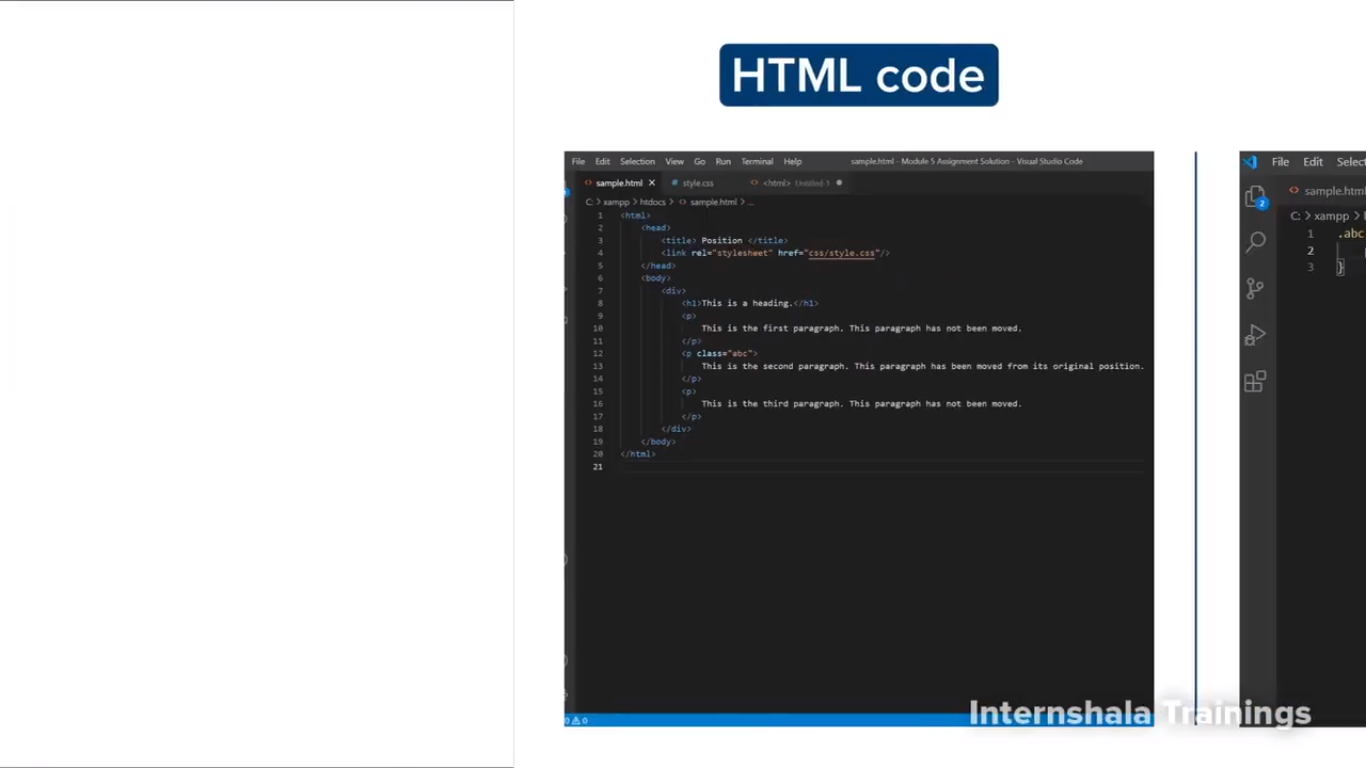 HTML code
File Edit Selection View Go Run Terminal Help sample.html - Module 5 Assignment Solution - Visual Studio Code
sample.html style.css <html> Untitled-1
C: > xampp > htdocs > sample.html > ...
1 <html>
2 <head>
3 <title> Position </title>
4 <link rel="stylesheet" href="css/style.css"/>
5 </head>
6 <body>
7 <div>
8 <h1>This is a heading.</h1>
9 <p>
10 This is the first paragraph. This paragraph has not been moved.
11 </p>
12 <p class="abc">
13 This is the second paragraph. This paragraph has been moved from its original position.
14 </p>
15 <p>
16 This is the third paragraph. This paragraph has not been moved.
17 </p>
18 </div>
19 </body>
20 </html>
21
0 0
File Edit Select
2 sample.html
C: > xampp >
1 .abc
2
3 }
Internshala Trainings